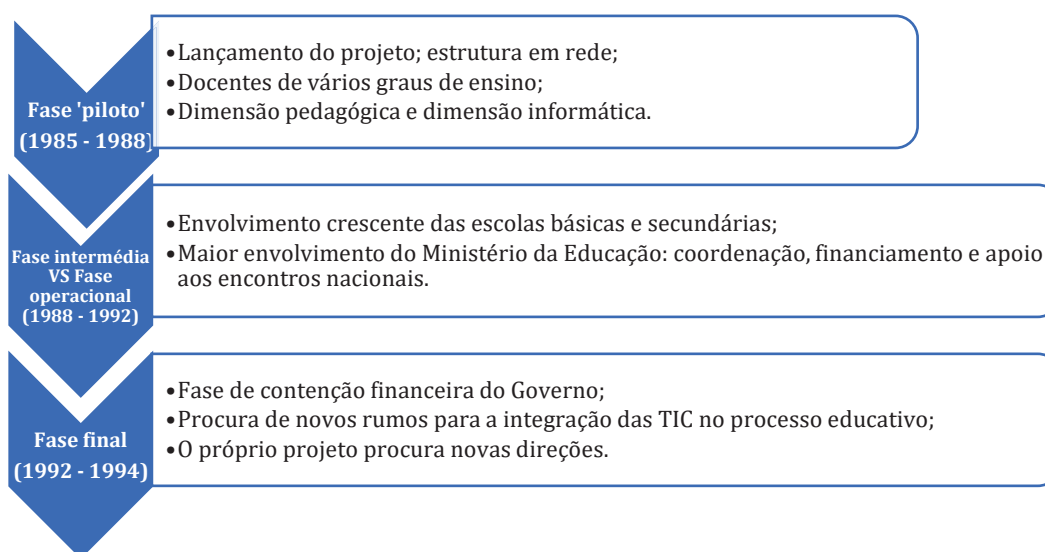 Fase 'piloto'
(1985 - 1988)
•Lançamento do projeto; estrutura em rede;
•Docentes de vários graus de ensino;
•Dimensão pedagógica e dimensão informática.
Fase intermédia
VS Fase
operacional
(1988 - 1992)
•Envolvimento crescente das escolas básicas e secundárias;
•Maior envolvimento do Ministério da Educação: coordenação, financiamento e apoio
aos encontros nacionais.
Fase final
(1992 - 1994)
•Fase de contenção financeira do Governo;
•Procura de novos rumos para a integração das TIC no processo educativo;
•O próprio projeto procura novas direções.